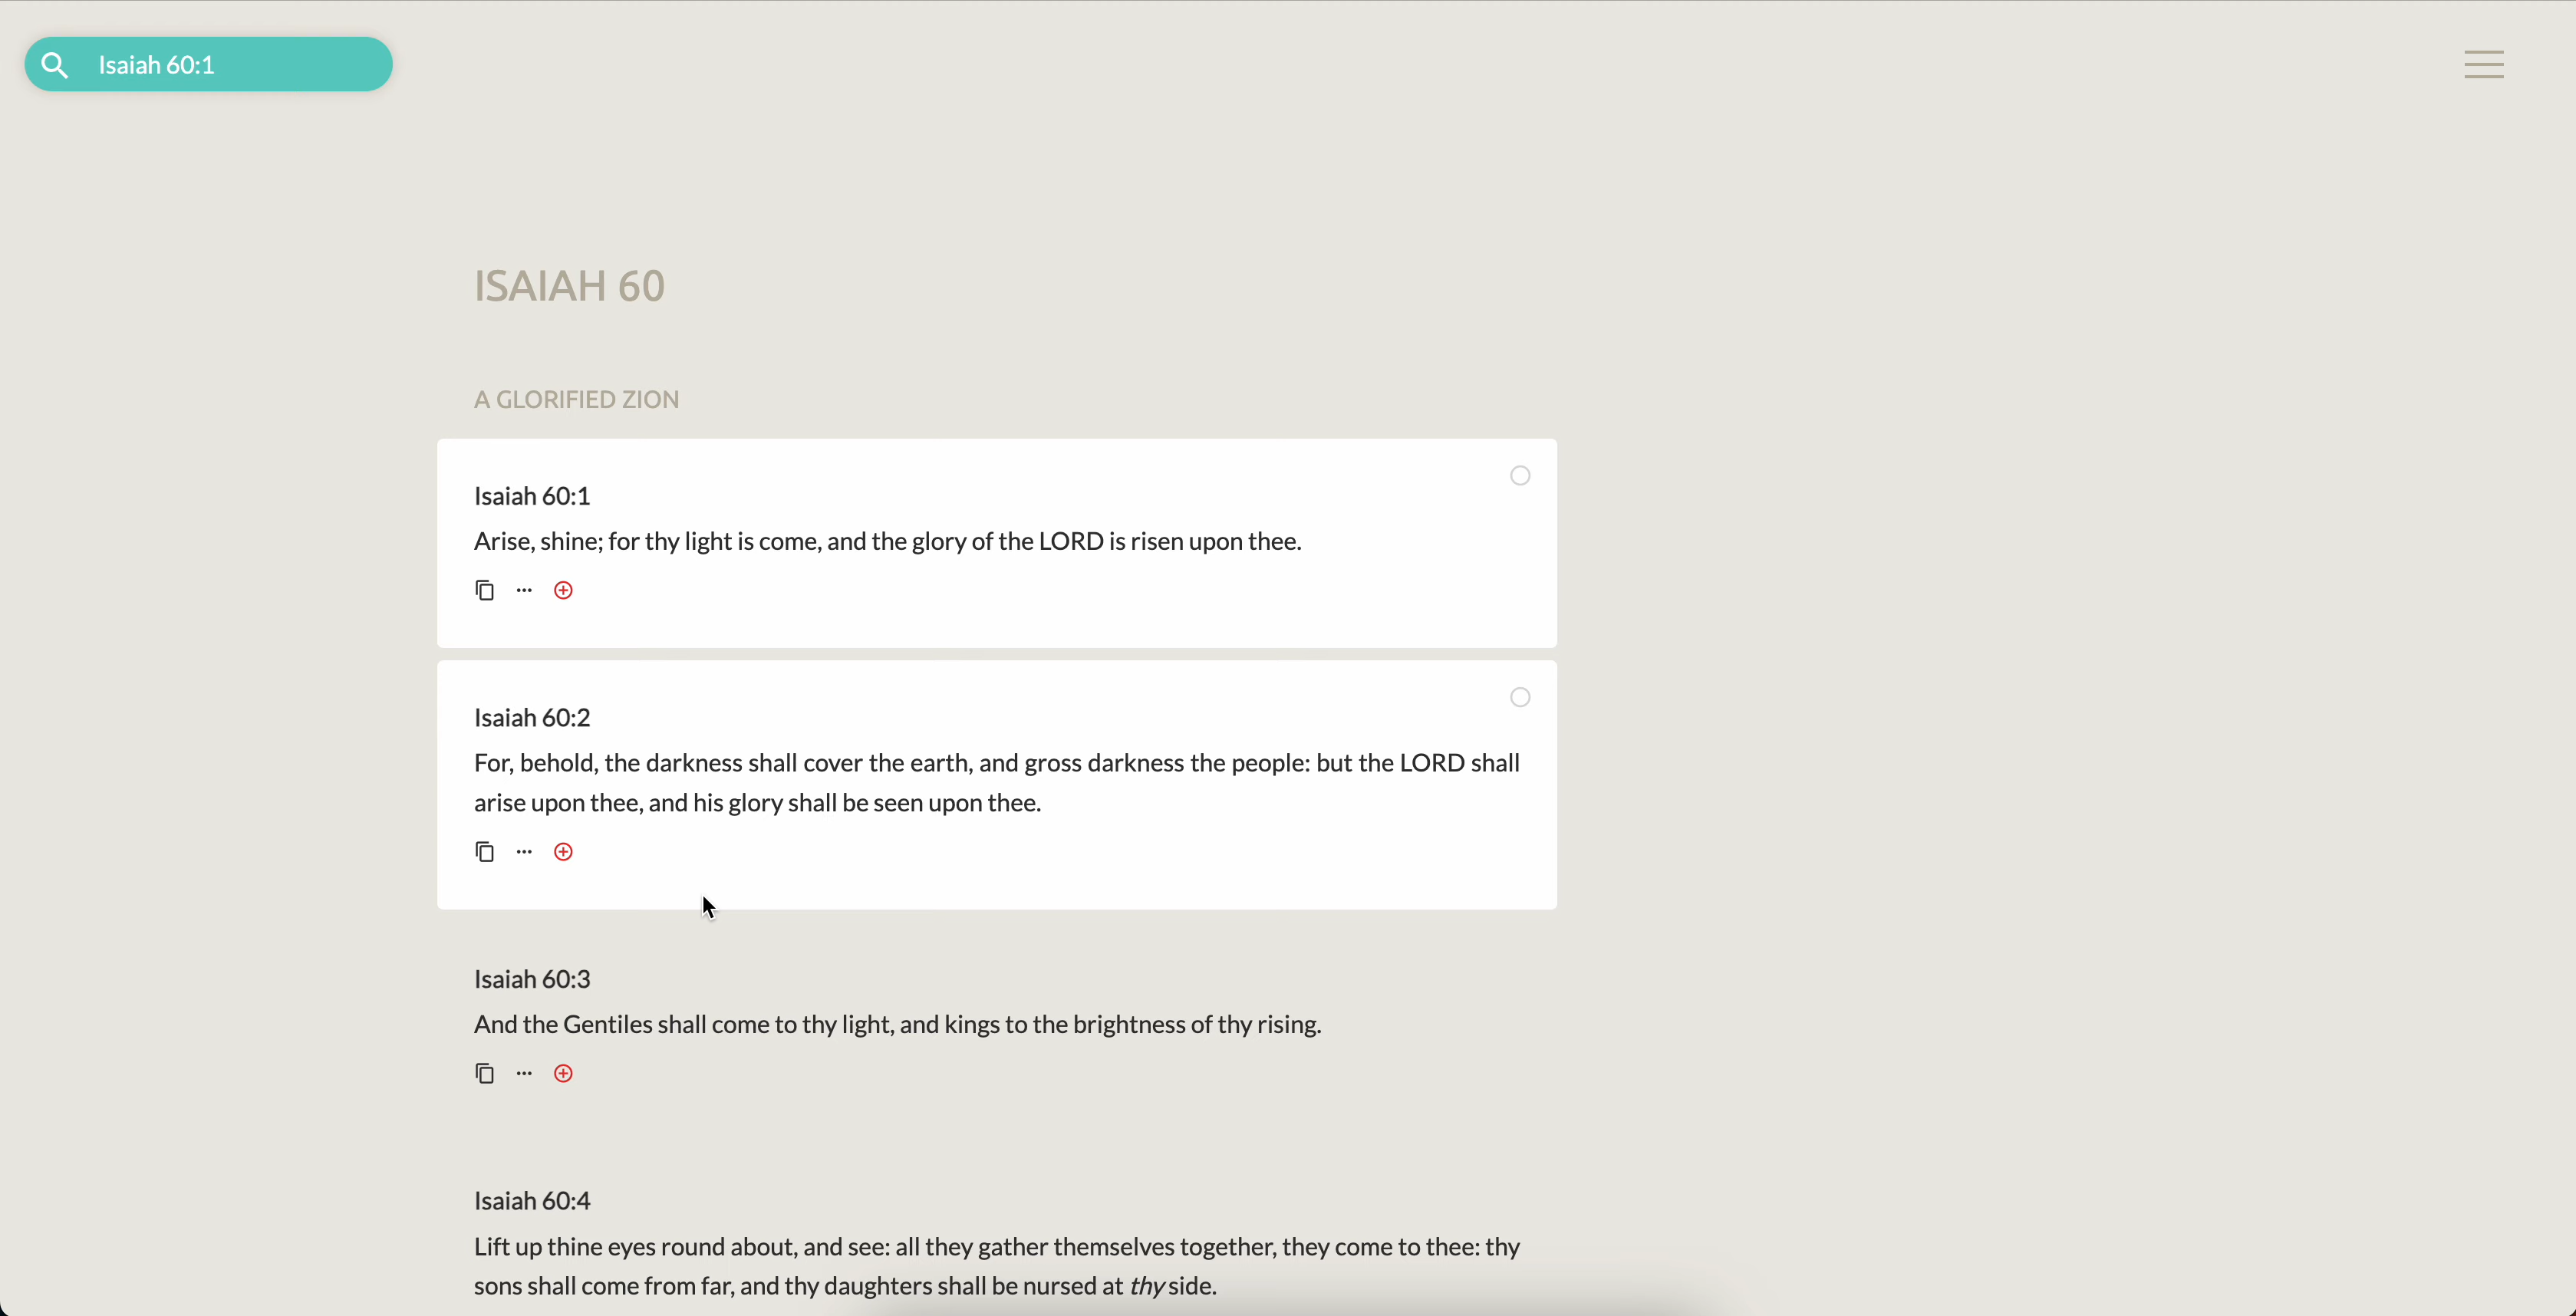 Isaiah 60:1
ISAIAH 60
A GLORIFIED ZION
Isaiah 60:1
Arise, shine; for thy light is come, and the glory of the LORD is risen upon thee.
Isaiah 60:2
For, behold, the darkness shall cover the earth, and gross darkness the people: but the LORD shall
arise upon thee, and his glory shall be seen upon thee.
Isaiah 60:3
And the Gentiles shall come to thy light, and kings to the brightness of thy rising.
Isaiah 60:4
Lift up thine eyes round about, and see: all they gather themselves together, they come to thee: thy
sons shall come from far, and thy daughters shall be nursed at thy side.